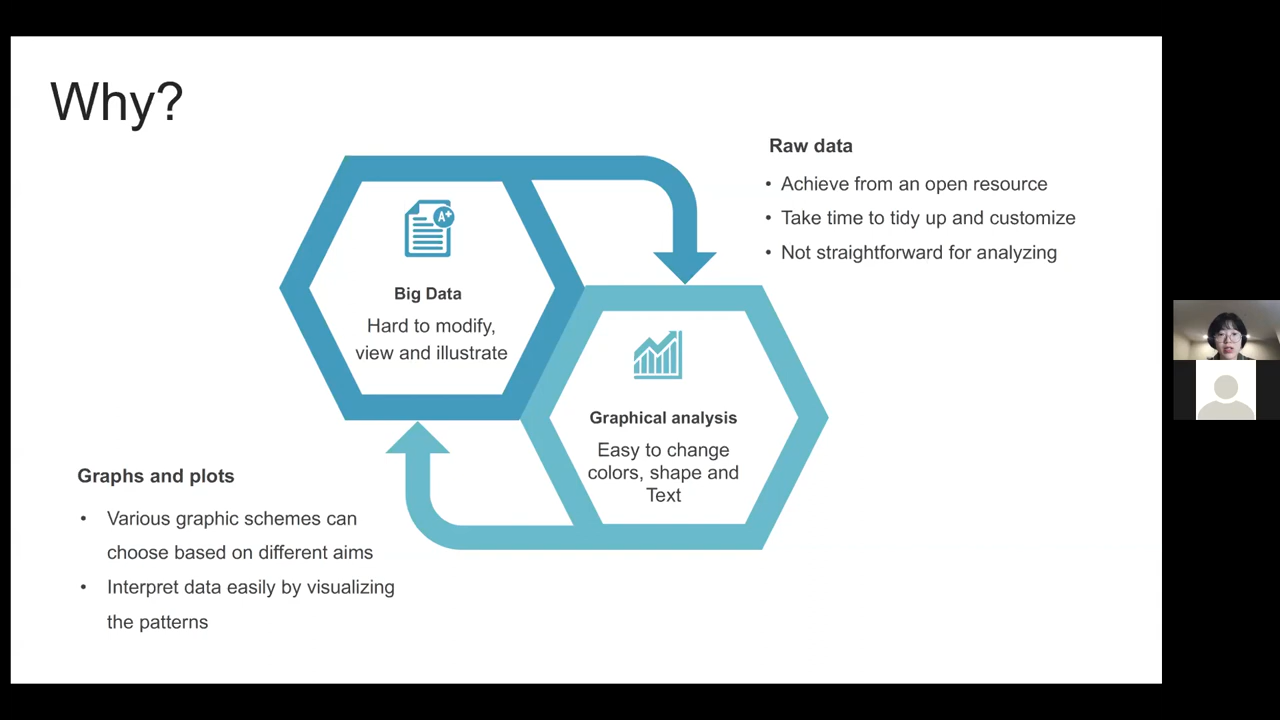 Why?
Raw data
• Achieve from an open resource
• Take time to tidy up and customize
• Not straightforward for analyzing
A+
Big Data
Hard to modify,
view and illustrate
Graphical analysis
Easy to change
colors, shape and
Text
Graphs and plots
• Various graphic schemes can
choose based on different aims
• Interpret data easily by visualizing
the patterns